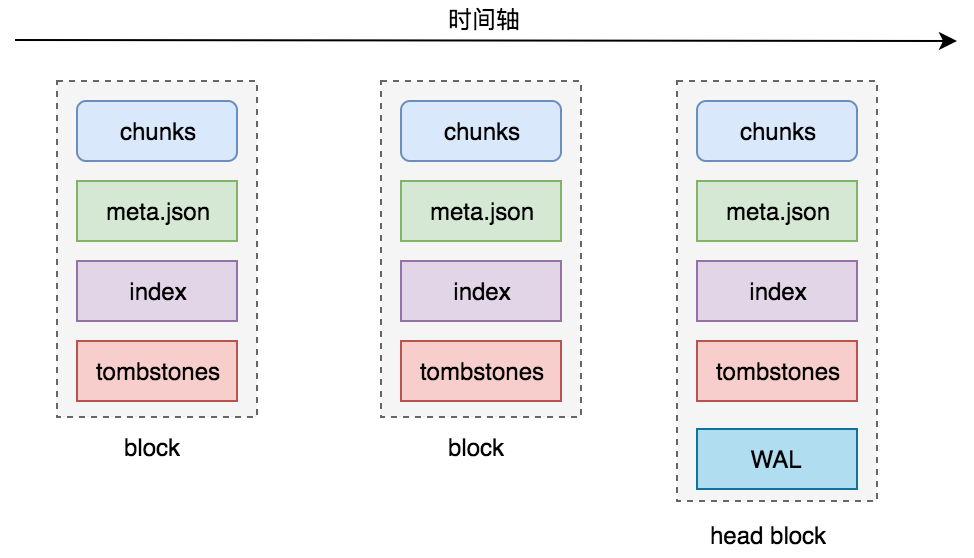 时间轴
chunks
meta.json
index
tombstones
block
chunks
meta.json
index
tombstones
block
chunks
meta.json
index
tombstones
WAL
head block